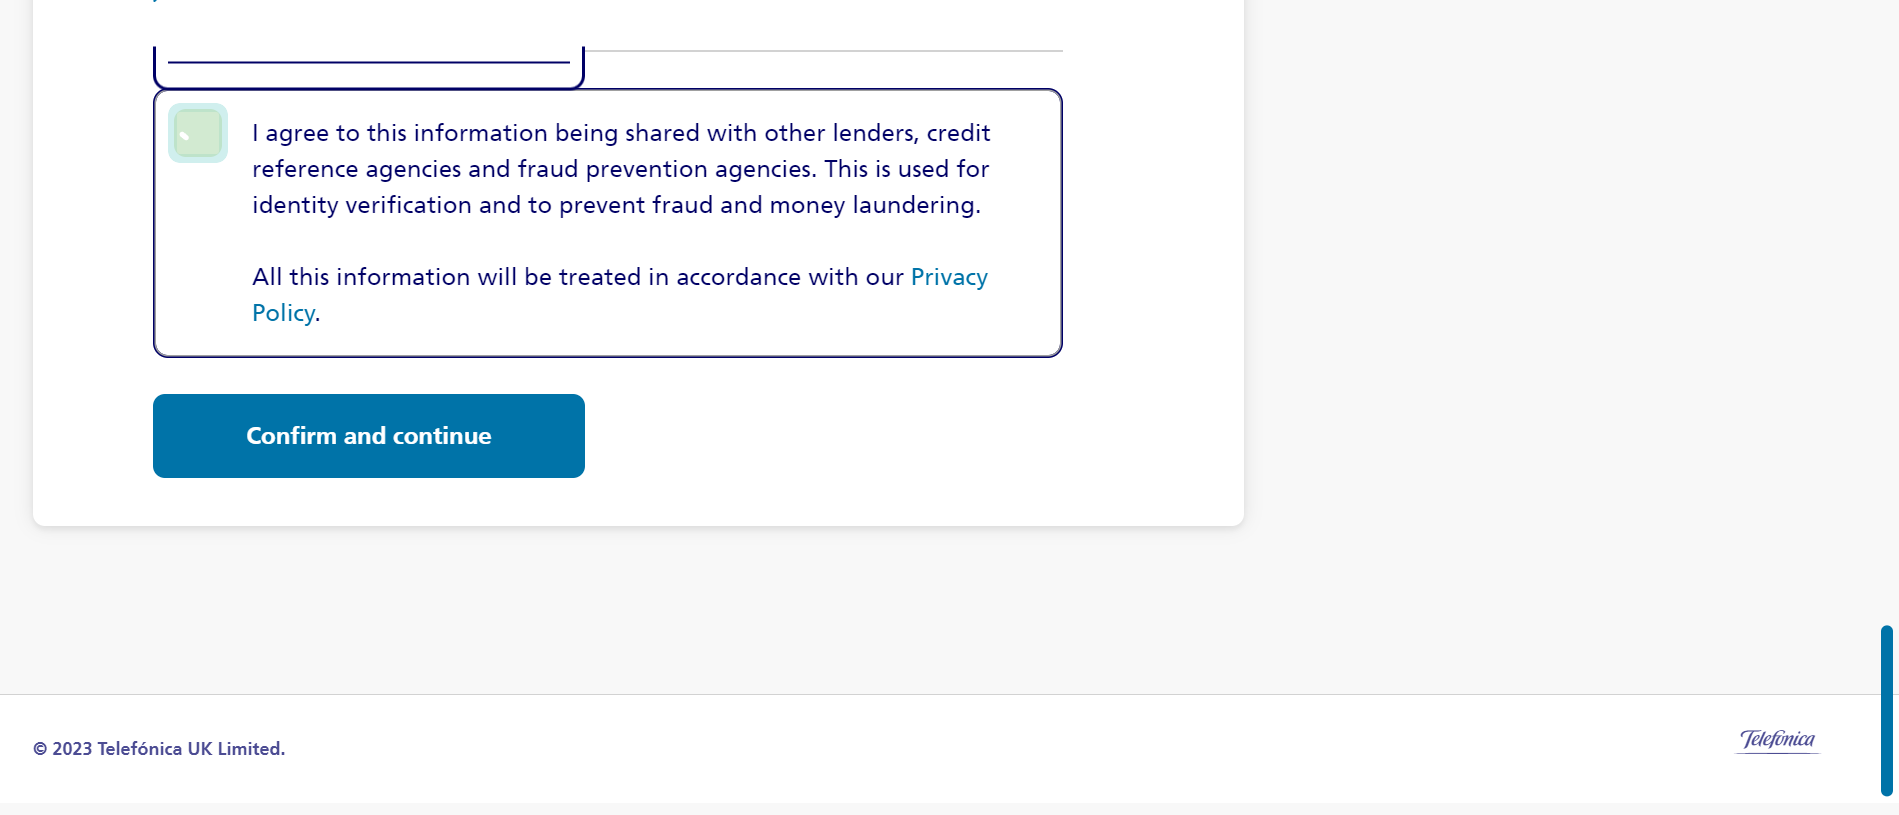 I agree to this information being shared with other lenders, credit
reference agencies and fraud prevention agencies. This is used for
identity verification and to prevent fraud and money laundering.
All this information will be treated in accordance with our Privacy
Policy.
Confirm and continue
© 2023 Telefónica UK Limited.
Telefónica